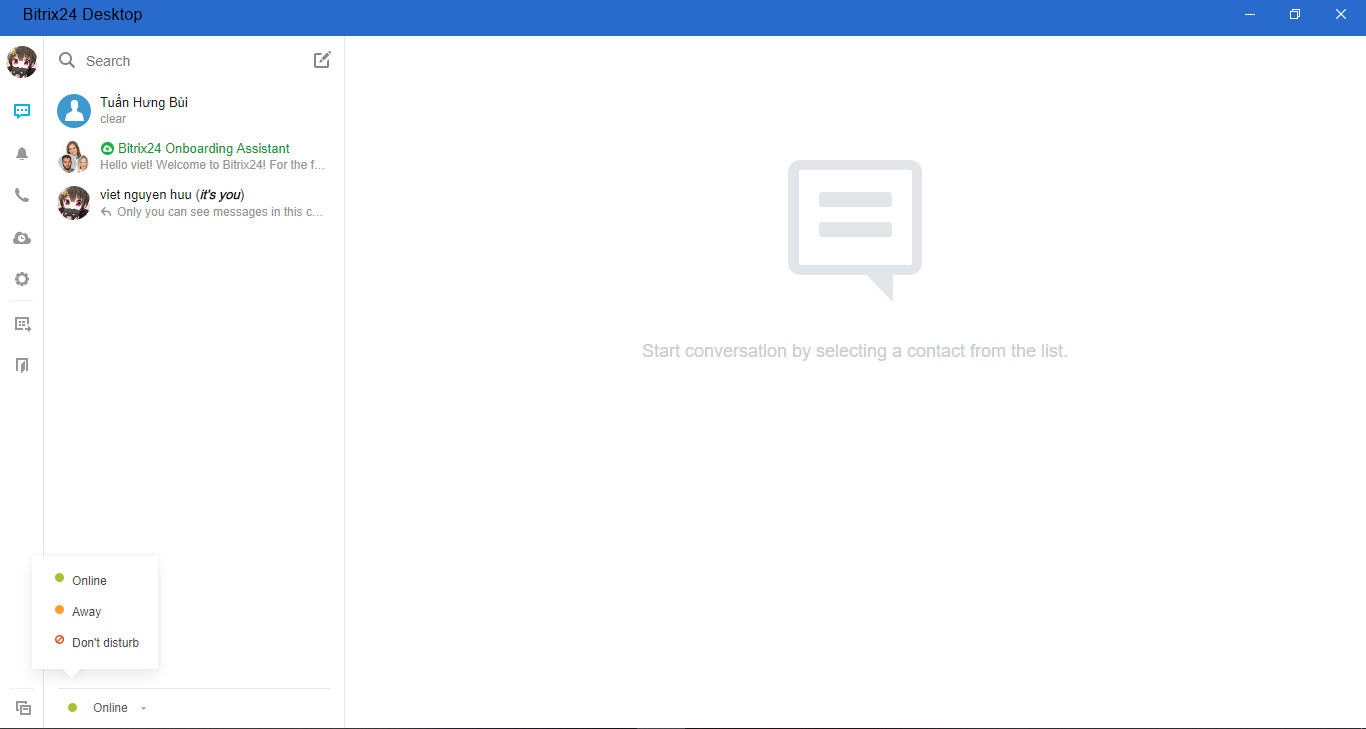 Bitrix24 Desktop
Search
Tuấn Hưng Bùi
clear
Bitrix24 Onboarding Assistant
Hello viet! Welcome to Bitrix24! For the f...
viet nguyen huu (it's you)
Only you can see messages in this c...
Start conversation by selecting a contact from the list.
Online
Away
Don't disturb
Online